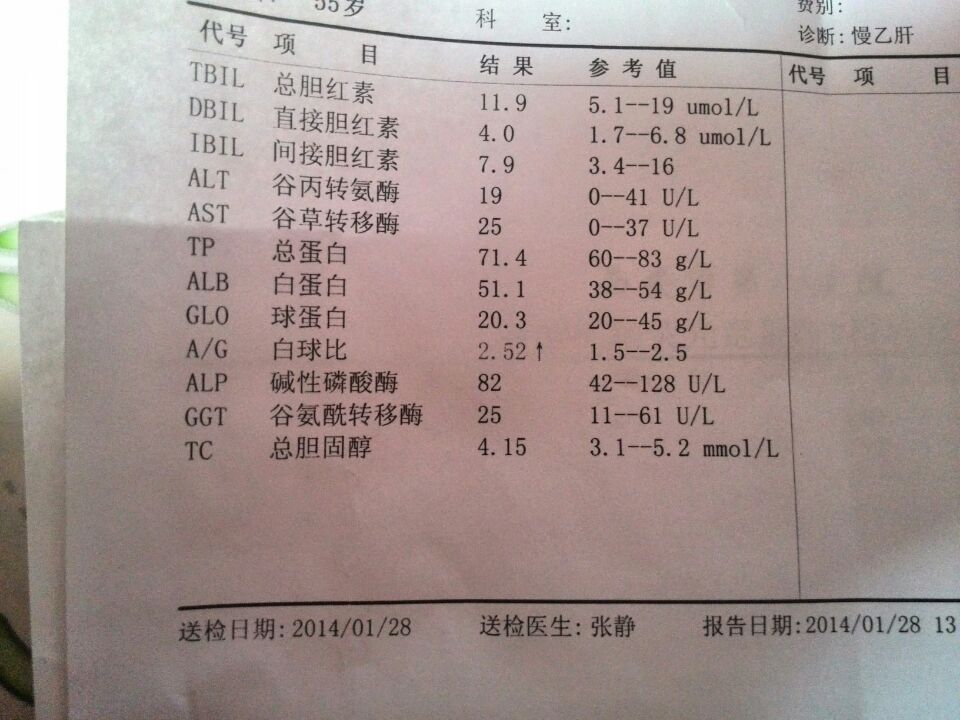 55岁
科 室:
费别:
诊断: 慢乙肝
代号 项 目 结 果 参 考 值 代号 项 目
TBIL 总胆红素 11.9 5.1--19 umol/L
DBIL 直接胆红素 4.0 1.7--6.8 umol/L
IBIL 间接胆红素 7.9 3.4--16
ALT 谷丙转氨酶 19 0--41 U/L
AST 谷草转移酶 25 0--37 U/L
TP 总蛋白 71.4 60--83 g/L
ALB 白蛋白 51.1 38--54 g/L
GLO 球蛋白 20.3 20--45 g/L
A/G 白球比 2.52↑ 1.5--2.5
ALP 碱性磷酸酶 82 42--128 U/L
GGT 谷氨酰转移酶 25 11--61 U/L
TC 总胆固醇 4.15 3.1--5.2 mmol/L
送检日期: 2014/01/28 送检医生: 张静 报告日期: 2014/01/28 13